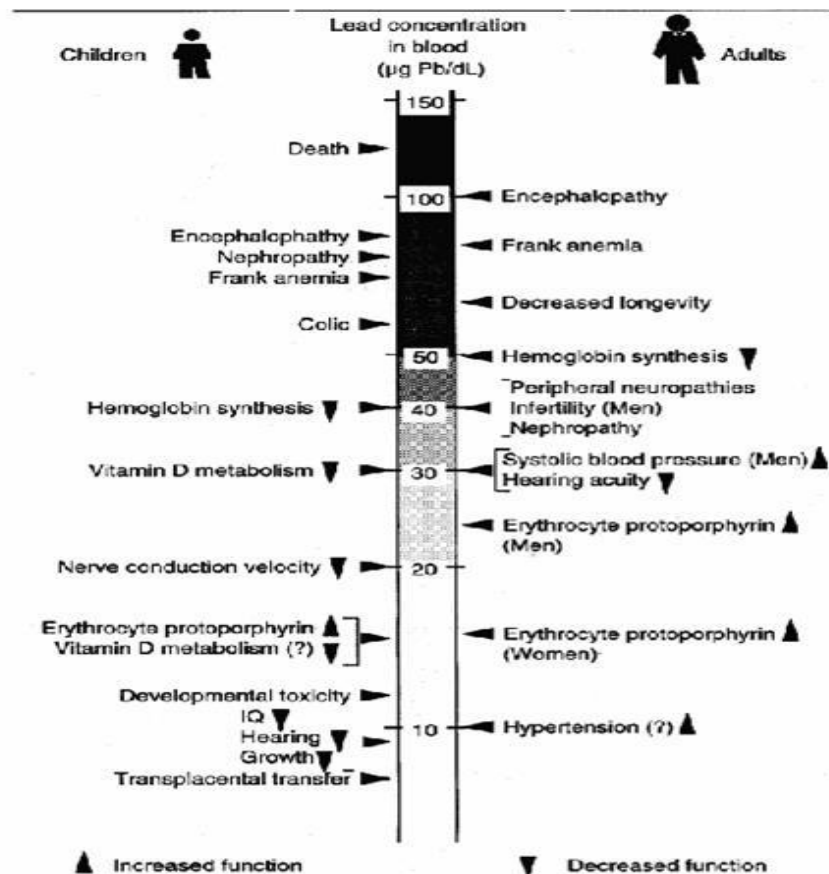 Children
Lead concentration
in blood
(µg Pb/dL)
Adults
150
Death
100
Encephalopathy
Encephalophathy
Nephropathy
Frank anemia
Frank anemia
Decreased longevity
Colic
50
Hemoglobin synthesis
Peripheral neuropathies
Hemoglobin synthesis
40
Infertility (Men)
Nephropathy
Vitamin D metabolism
30
Systolic blood pressure (Men)
Hearing acuity
Erythrocyte protoporphyrin
(Men)
Nerve conduction velocity
20
Erythrocyte protoporphyrin
Vitamin D metabolism (?)
Erythrocyte protoporphyrin
(Women)
Developmental toxicity
IQ
Hearing
Growth
10
Hypertension (?)
Transplacental transfer
Increased function
Decreased function